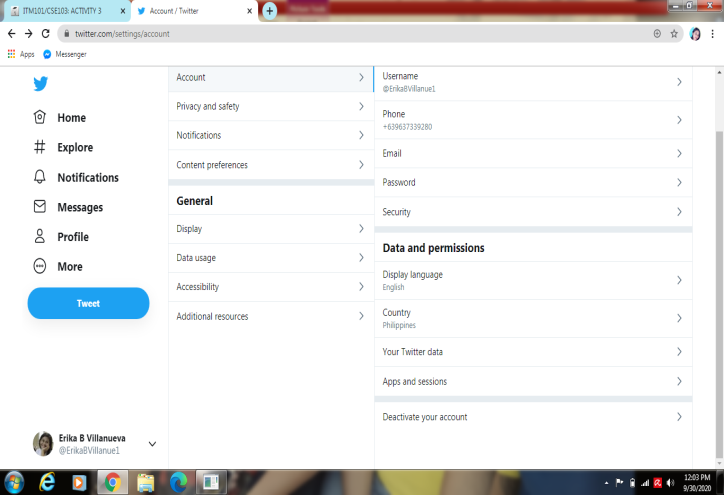 ITM101/CSE103: ACTIVITY 3
Account / Twitter
twitter.com/settings/account
Apps
Messenger
Home
Explore
Notifications
Messages
Profile
More
Tweet
Erika B Villanueva
@ErikaBVillanue1
Account
Privacy and safety
Notifications
Content preferences
General
Display
Data usage
Accessibility
Additional resources
Username
@ErikaBVillanue1
Phone
+639637339280
Email
Password
Security
Data and permissions
Display language
English
Country
Philippines
Your Twitter data
Apps and sessions
Deactivate your account
12:03 PM
9/30/2020